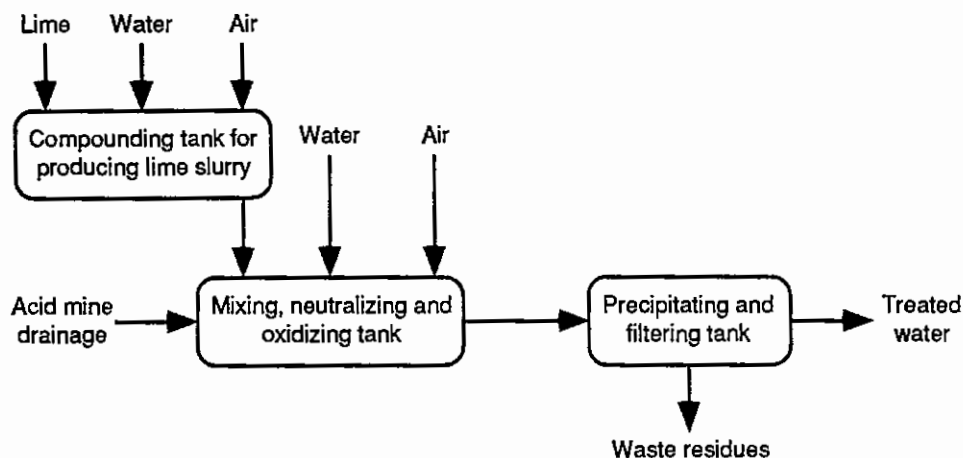 Lime Water Air
Compounding tank for
producing lime slurry
Water Air
Acid mine
drainage
Mixing, neutralizing and
oxidizing tank
Precipitating and
filtering tank
Treated
water
Waste residues